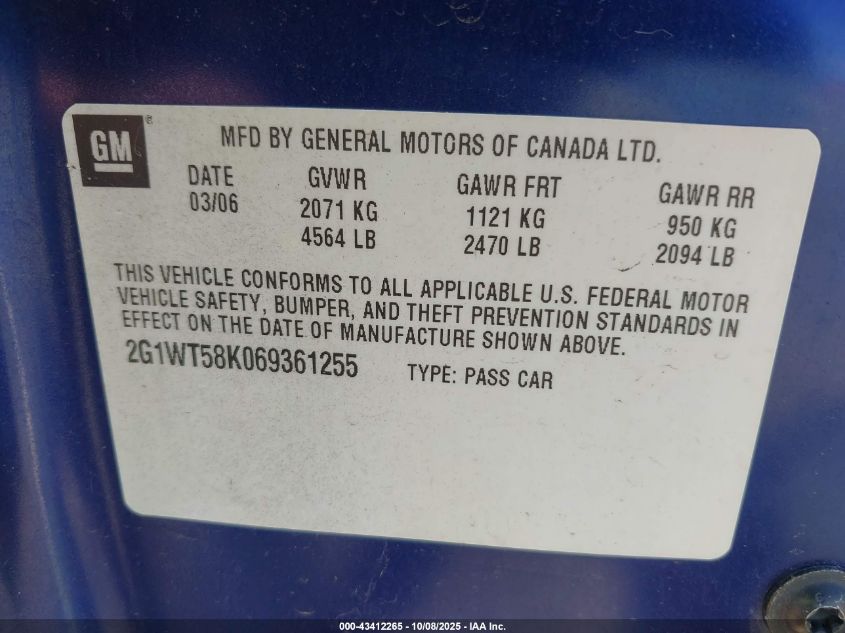 GM®
MFD BY GENERAL MOTORS OF CANADA LTD.
DATE GVWR GAWR FRT GAWR RR
03/06 2071 KG 1121 KG 950 KG
4564 LB 2470 LB 2094 LB
THIS VEHICLE CONFORMS TO ALL APPLICABLE U.S. FEDERAL MOTOR
VEHICLE SAFETY, BUMPER, AND THEFT PREVENTION STANDARDS IN
EFFECT ON THE DATE OF MANUFACTURE SHOWN ABOVE.
2G1WT58K069361255 TYPE: PASS CAR
000-43412265 - 10/08/2025 - IAA Inc.